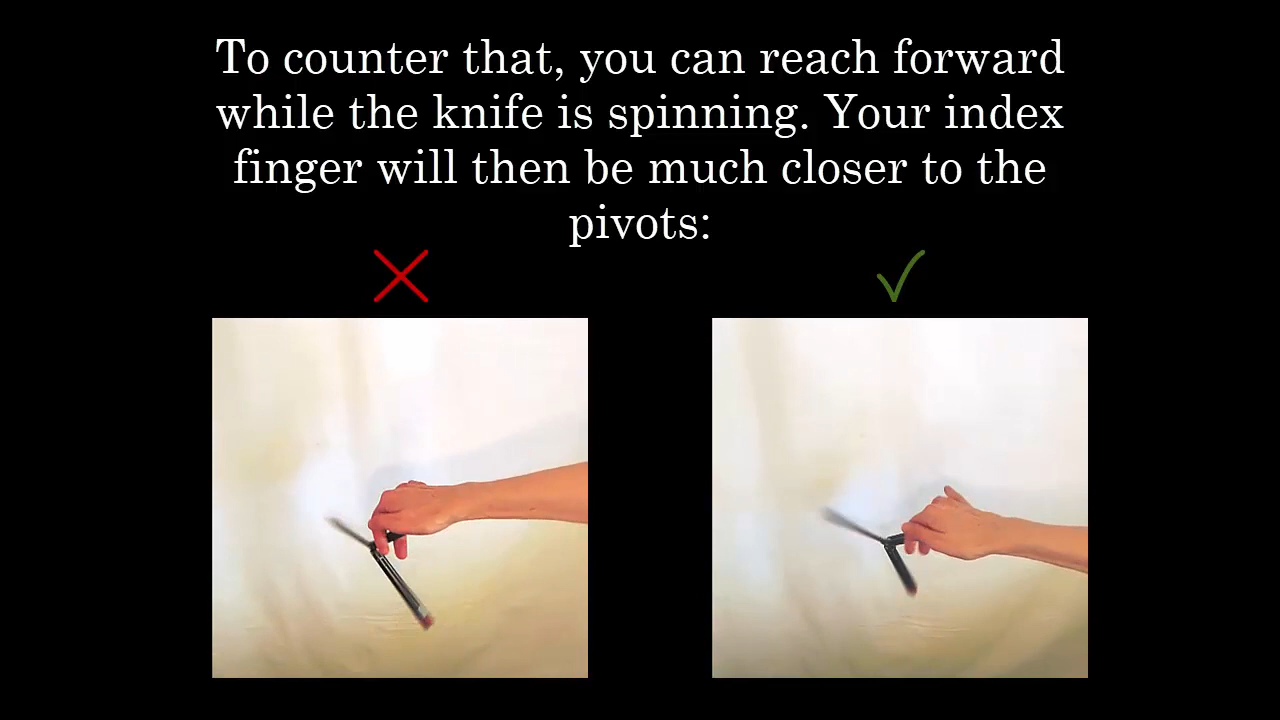 To counter that, you can reach forward
while the knife is spinning. Your index
finger will then be much closer to the
pivots: